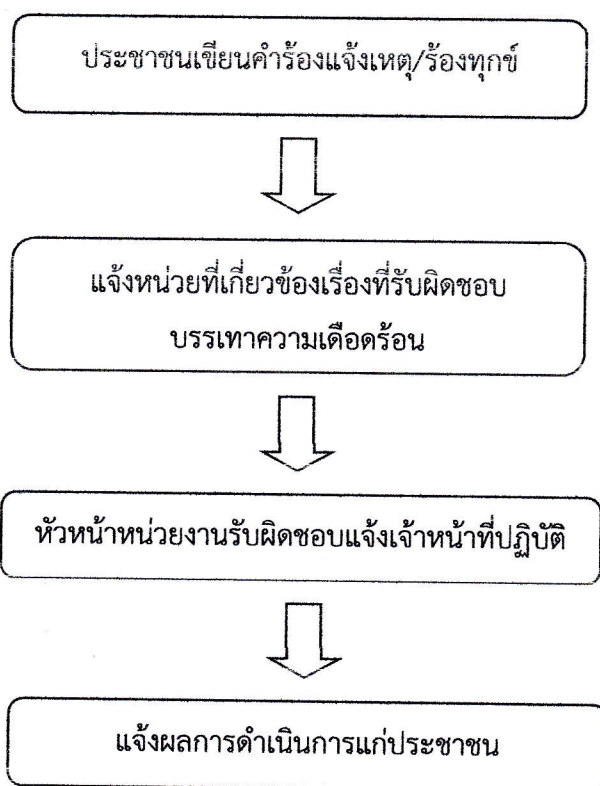 ประชาชนเขียนคำร้องแจ้งเหตุ/ร้องทุกข์
แจ้งหน่วยที่เกี่ยวข้องเรื่องที่รับผิดชอบ
บรรเทาความเดือดร้อน
หัวหน้าหน่วยงานรับผิดชอบแจ้งเจ้าหน้าที่ปฏิบัติ
แจ้งผลการดำเนินการแก่ประชาชน